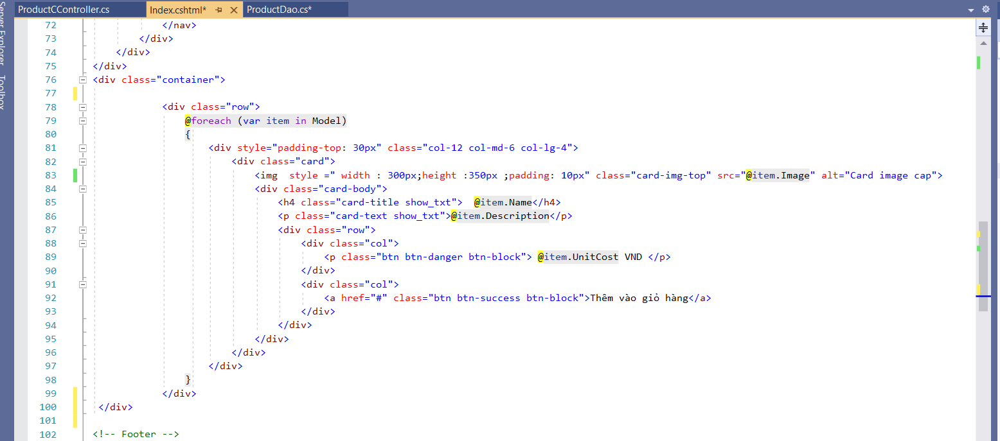 ProductCController.cs Index.cshtml* ProductDao.cs*
Server Explorer
Toolbox
72 </nav>
73 </div>
74 </div>
75 </div>
76 <div class="container">
77
78 <div class="row">
79 @foreach (var item in Model)
80 {
81 <div style="padding-top: 30px" class="col-12 col-md-6 col-lg-4">
82 <div class="card">
83 <img  style =" width : 300px;height :350px ;padding: 10px" class="card-img-top" src="@item.Image" alt="Card image cap">
84 <div class="card-body">
85 <h4 class="card-title show_txt">  @item.Name</h4>
86 <p class="card-text show_txt">@item.Description</p>
87 <div class="row">
88 <div class="col">
89 <p class="btn btn-danger btn-block"> @item.UnitCost VND </p>
90 </div>
91 <div class="col">
92 <a href="#" class="btn btn-success btn-block">Thêm vào giỏ hàng</a>
93 </div>
94 </div>
95 </div>
96 </div>
97 </div>
98 }
99 </div>
100 </div>
101
102 <!-- Footer -->